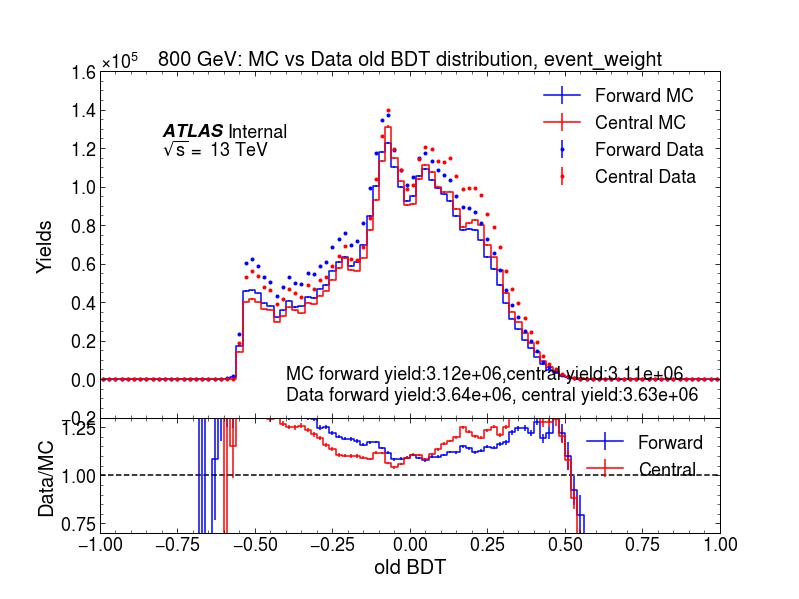 ×10⁵ 800 GeV: MC vs Data old BDT distribution, event_weight
1.6
1.4
1.2
1.0
0.8
0.6
0.4
0.2
0.0
0.2
Yields
ATLAS Internal
√s = 13 TeV
Forward MC
Central MC
Forward Data
Central Data
MC forward yield:3.12e+06,central yield:3.11e+06
Data forward yield:3.64e+06, central yield:3.63e+06
1.25
1.00
0.75
Data/MC
Forward
Central
−1.00 −0.75 −0.50 −0.25 0.00 0.25 0.50 0.75 1.00
old BDT